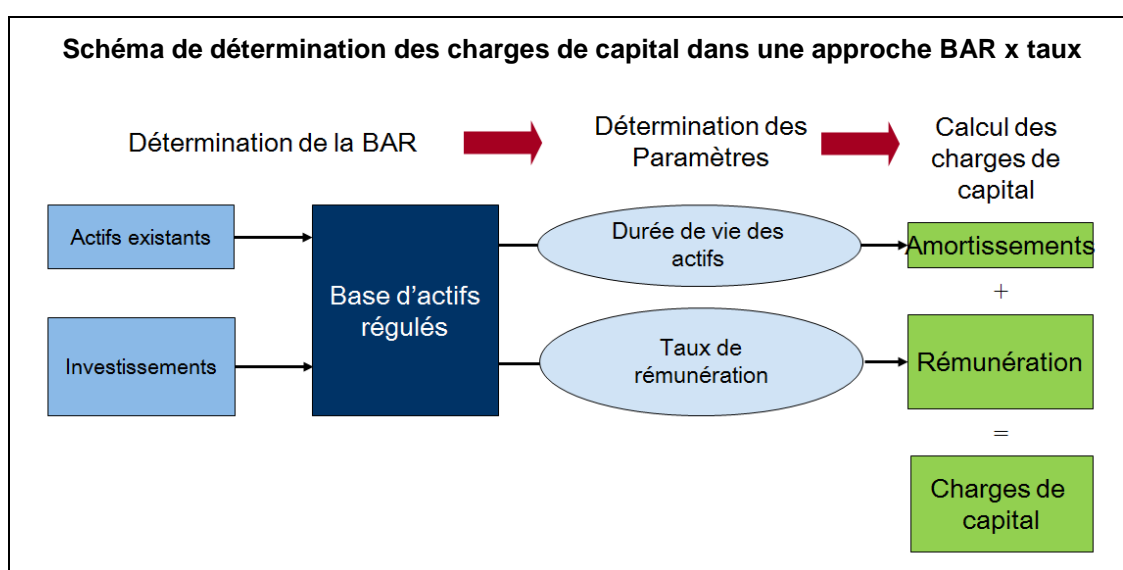 Schéma de détermination des charges de capital dans une approche BAR x taux
Détermination de la BAR
Détermination des
Paramètres
Calcul des
charges de
capital
Actifs existants
Investissements
Base d'actifs
régulés
Durée de vie des
actifs
Taux de
rémunération
Amortissements
+
Rémunération
=
Charges de
capital